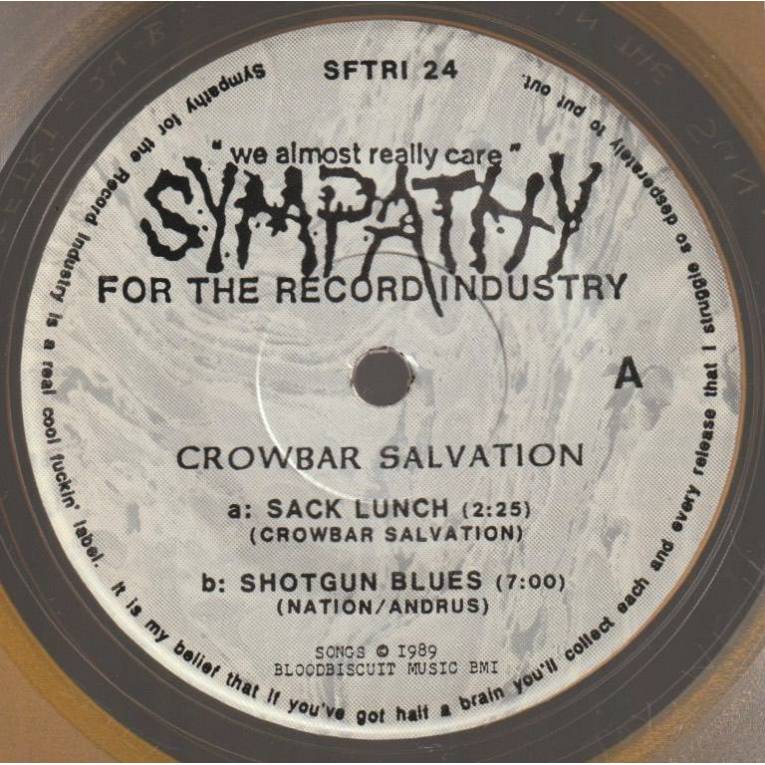 SFTRI 24
"we almost really care"
SYMPATHY
FOR THE RECORD INDUSTRY
A
CROWBAR SALVATION
a: SACK LUNCH (2:25)
(CROWBAR SALVATION)
b: SHOTGUN BLUES (7:00)
(NATION/ANDRUS)
SONGS © 1989
BLOODBISCUIT MUSIC BMI
Sympathy for the Record Industry is a real cool fuckin' label. It is my belief that if you've got half a brain you'll collect each and every release that I struggle so desperately to put out.